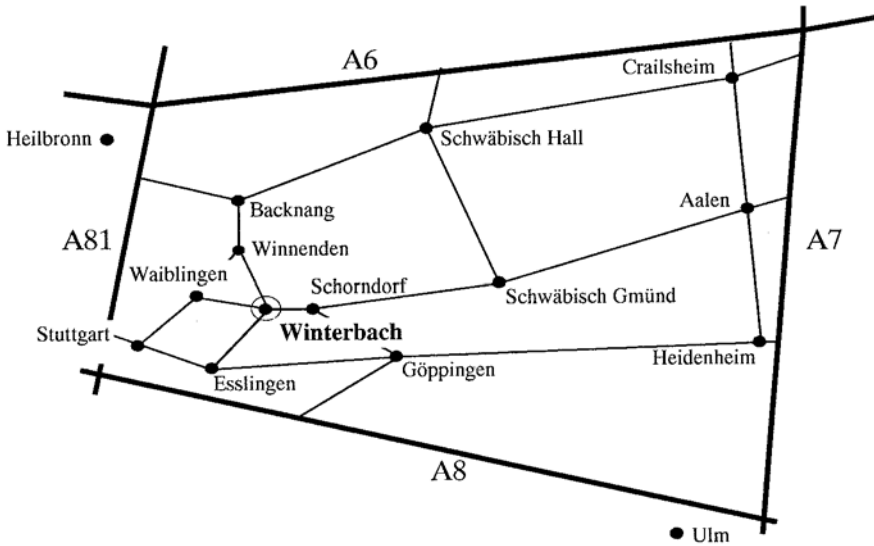 A6
Crailsheim
Heilbronn
Schwäbisch Hall
Backnang
Aalen
A81
Winnenden
A7
Waiblingen
Schorndorf
Schwäbisch Gmünd
Stuttgart
Winterbach
Heidenheim
Esslingen
Göppingen
A8
Ulm